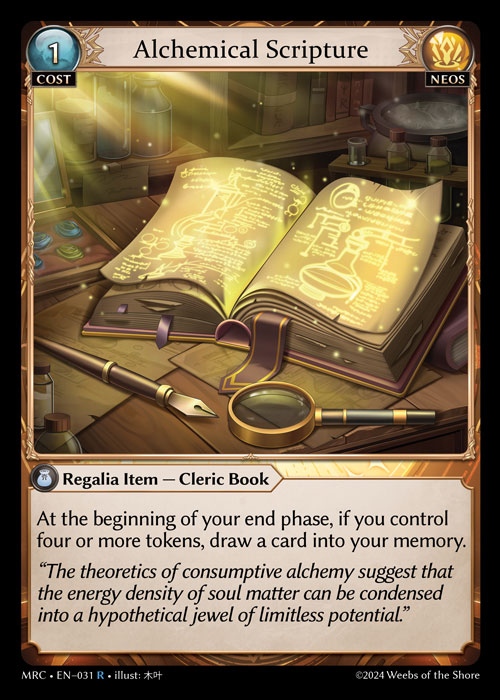 1
COST
Alchemical Scripture
NEOS
Regalia Item — Cleric Book
At the beginning of your end phase, if you control
four or more tokens, draw a card into your memory.
“The theoretics of consumptive alchemy suggest that
the energy density of soul matter can be condensed
into a hypothetical jewel of limitless potential.”
MRC • EN–031 R • illust: 木叶
©2024 Weebs of the Shore